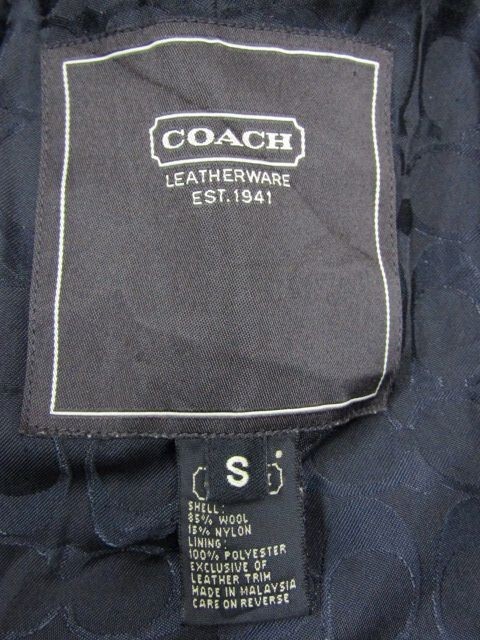 COACH
LEATHERWARE
EST. 1941
S
SHELL:
85% WOOL
15% NYLON
LINING:
100% POLYESTER
EXCLUSIVE OF
LEATHER TRIM
MADE IN MALAYSIA
CARE ON REVERSE